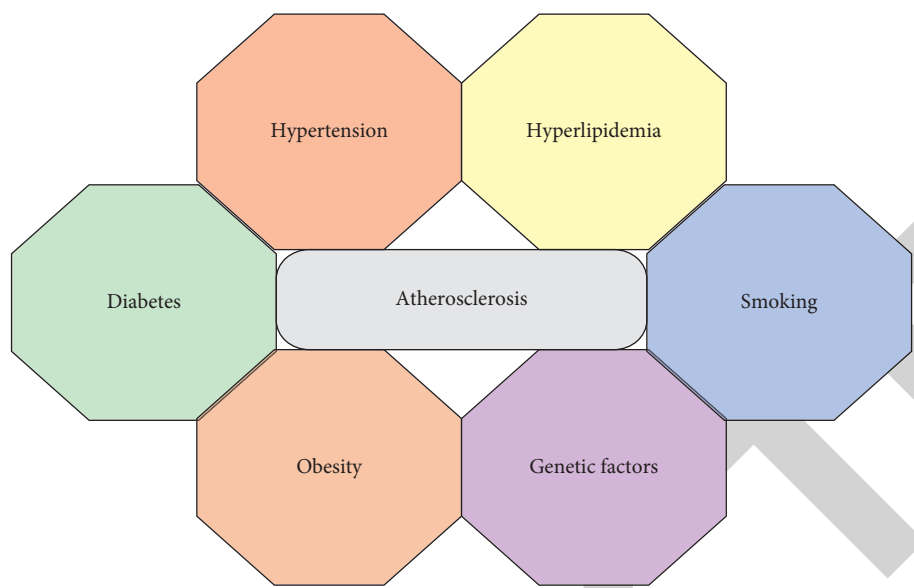 Hypertension
Hyperlipidemia
Diabetes
Atherosclerosis
Smoking
Obesity
Genetic factors